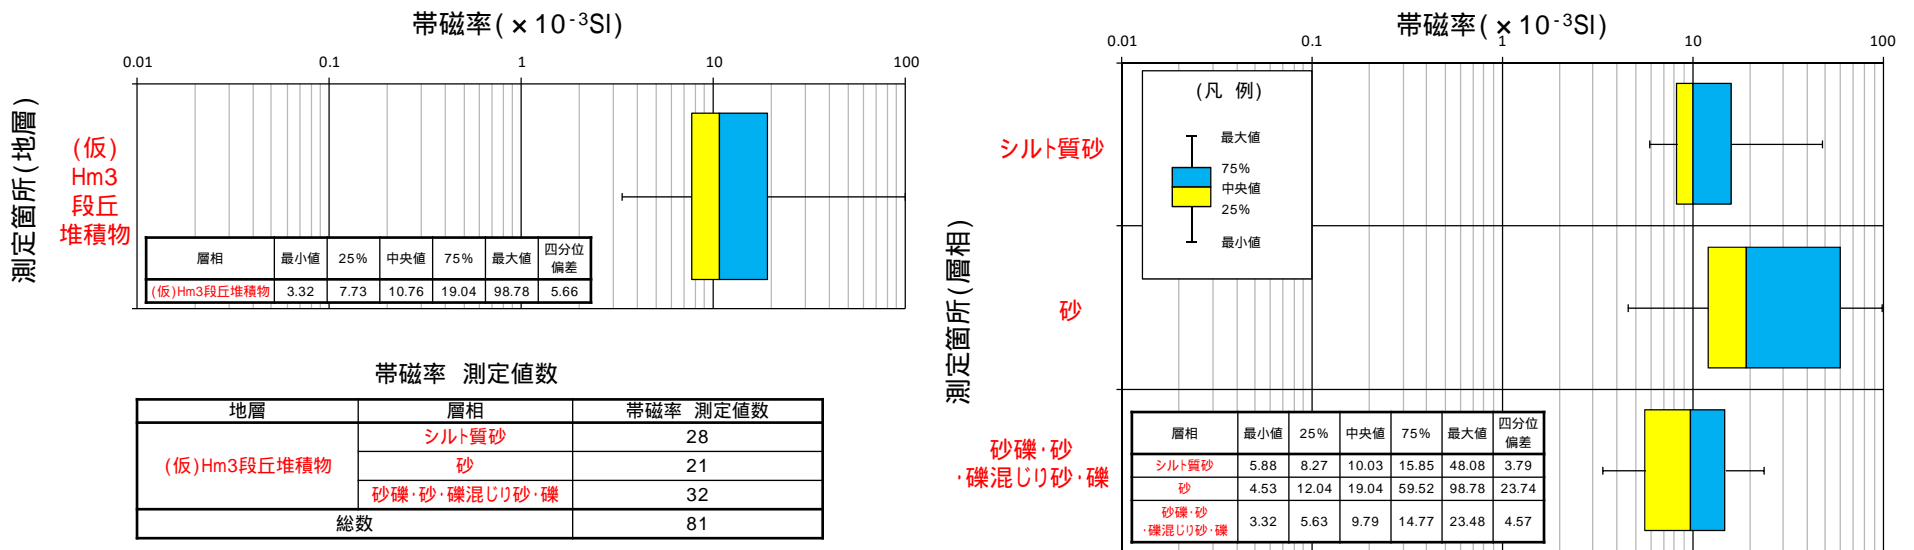 帯磁率(×10⁻³SI)
0.01 0.1 1 10 100
測定箇所(地層)
(仮)
Hm3
段丘
堆積物
層相 最小値 25% 中央値 75% 最大値 四分位
偏差
(仮)Hm3段丘堆積物 3.32 7.73 10.76 19.04 98.78 5.66
帯磁率 測定値数
地層 層相 帯磁率 測定値数
(仮)Hm3段丘堆積物
シルト質砂 28
砂 21
砂礫・砂・礫混じり砂・礫 32
総数 81
帯磁率(×10⁻³SI)
0.01 0.1 1 10 100
測定箇所(層相)
(凡 例)
最大値
75%
中央値
25%
最小値
シルト質砂
砂
砂礫・砂
・礫混じり砂・礫
層相 最小値 25% 中央値 75% 最大値 四分位
偏差
シルト質砂 5.88 8.27 10.03 15.85 48.08 3.79
砂 4.53 12.04 19.04 59.52 98.78 23.74
砂礫・砂
・礫混じり砂・礫 3.32 5.63 9.79 14.77 23.48 4.57